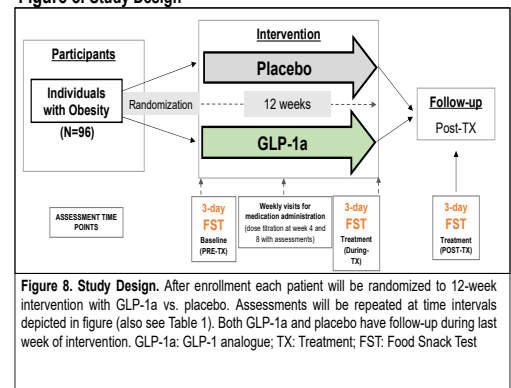 Figure 8. Study Design
Participants
Individuals
with Obesity
(N=96)
Randomization
Intervention
Placebo
12 weeks
GLP-1a
Follow-up
Post-TX
ASSESSMENT TIME
POINTS
3-day
FST
Baseline
(PRE-TX)
Weekly visits for
medication administration
(dose titration at week 4 and
8 with assessments)
3-day
FST
Treatment
(During-
TX)
3-day
FST
Treatment
(POST-TX)
Figure 8. Study Design. After enrollment each patient will be randomized to 12-week
intervention with GLP-1a vs. placebo. Assessments will be repeated at time intervals
depicted in figure (also see Table 1). Both GLP-1a and placebo have follow-up during last
week of intervention. GLP-1a: GLP-1 analogue; TX: Treatment; FST: Food Snack Test